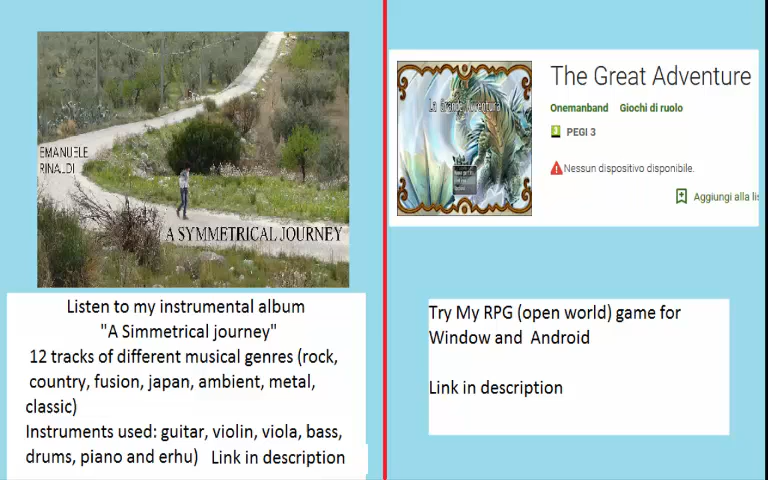 EMANUELE
RINALDI
A SYMMETRICAL JOURNEY
Listen to my instrumental album
"A Simmetrical journey"
12 tracks of different musical genres (rock,
country, fusion, japan, ambient, metal,
classic)
Instruments used: guitar, violin, viola, bass,
drums, piano and erhu) Link in description
La Grande Avventura
The Great Adventure
Onemanband Giochi di ruolo
3 PEGI 3
Nessun dispositivo disponibile.
Aggiungi alla lis
Try My RPG (open world) game for
Window and Android
Link in description